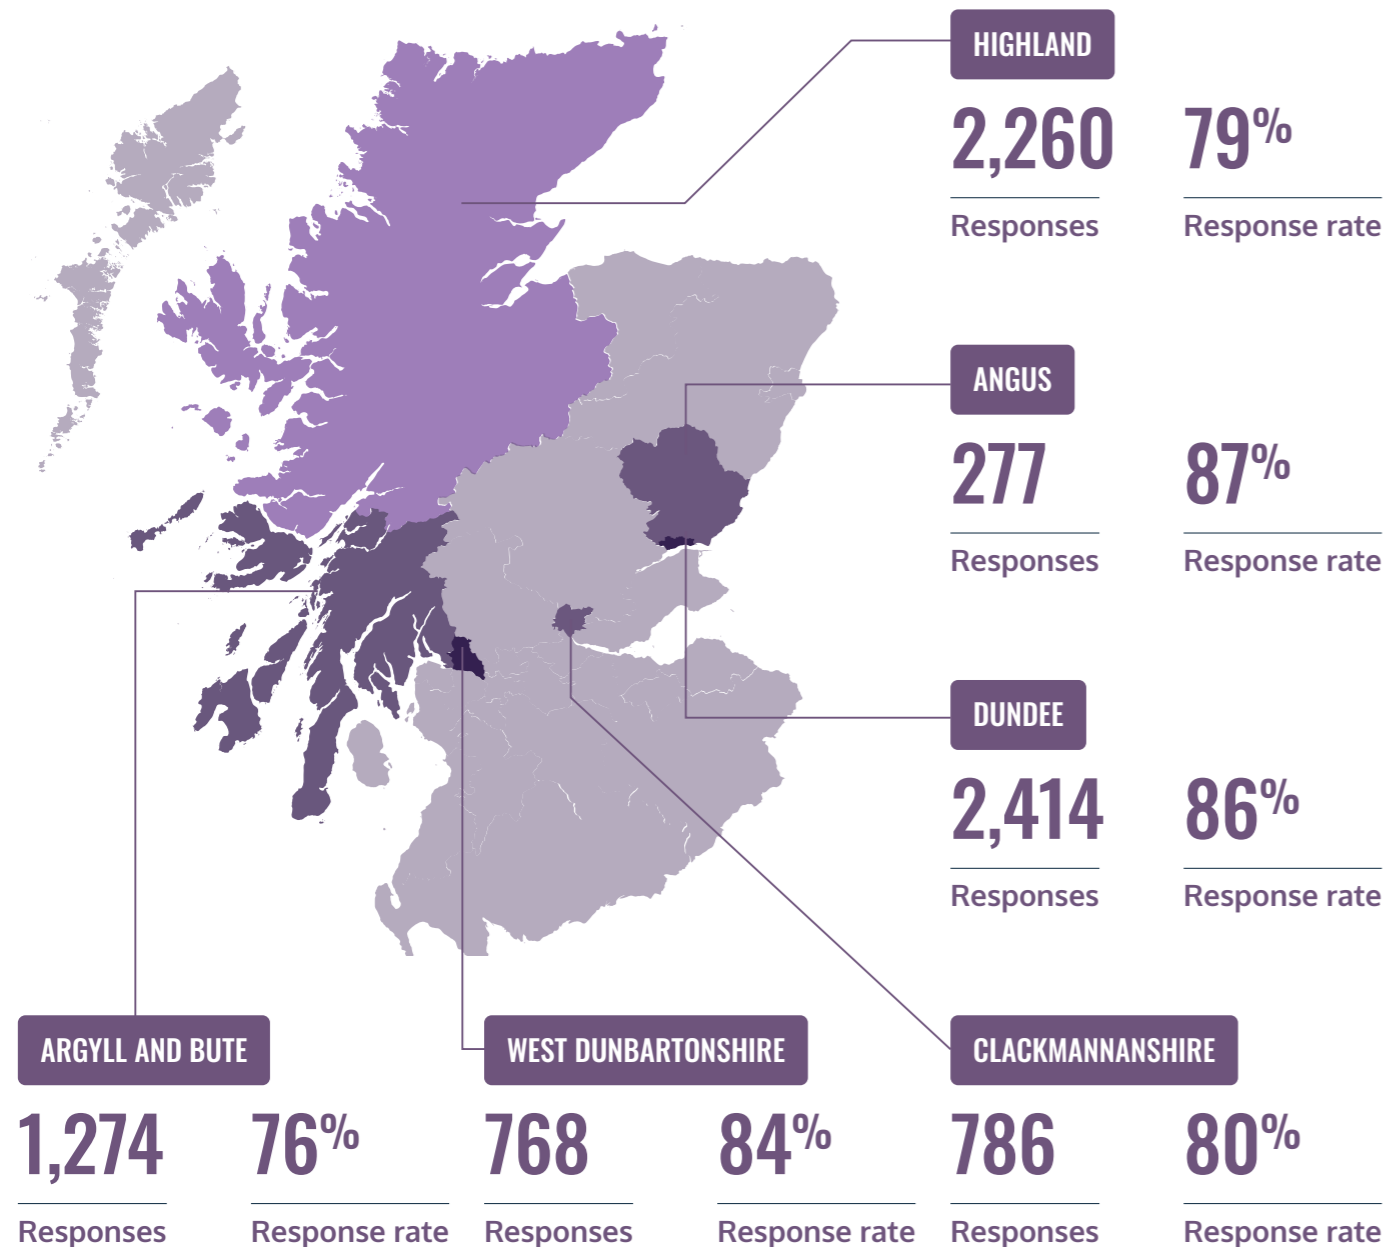 HIGHLAND
2,260 79%
Responses Response rate
ANGUS
277 87%
Responses Response rate
DUNDEE
2,414 86%
Responses Response rate
ARGYLL AND BUTE WEST DUNBARTONSHIRE CLACKMANNANSHIRE
1,274 76% 768 84% 786 80%
Responses Response rate Responses Response rate Responses Response rate